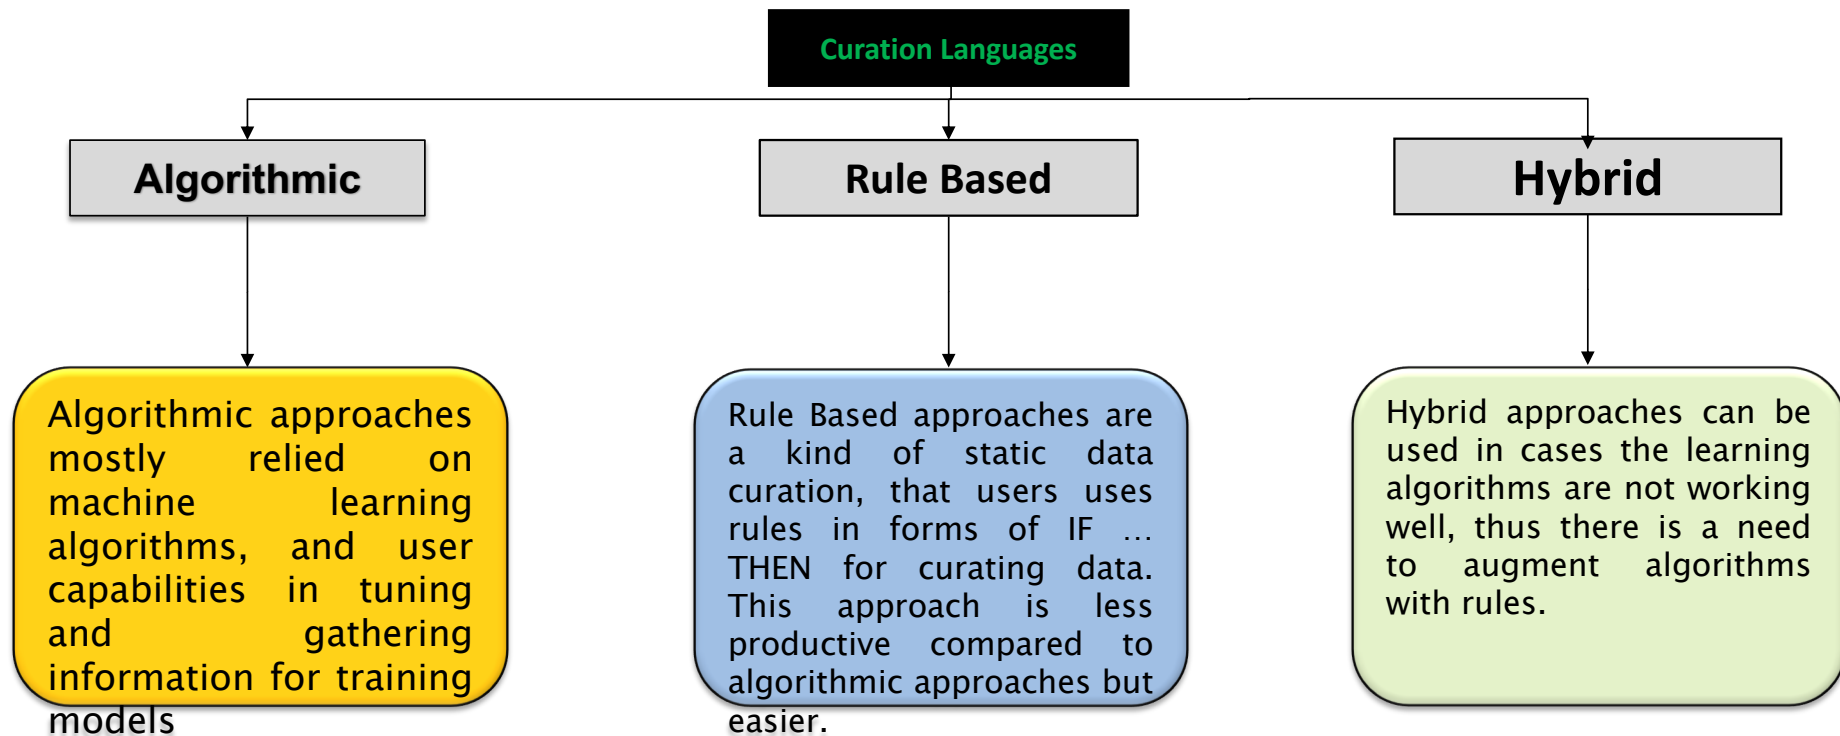 Curation Languages
Algorithmic
Rule Based
Hybrid
Algorithmic approaches
mostly relied on
machine learning
algorithms, and user
capabilities in tuning
and gathering
information for training
models
Rule Based approaches are
a kind of static data
curation, that users uses
rules in forms of IF ...
THEN for curating data.
This approach is less
productive compared to
algorithmic approaches but
easier.
Hybrid approaches can be
used in cases the learning
algorithms are not working
well, thus there is a need
to augment algorithms
with rules.